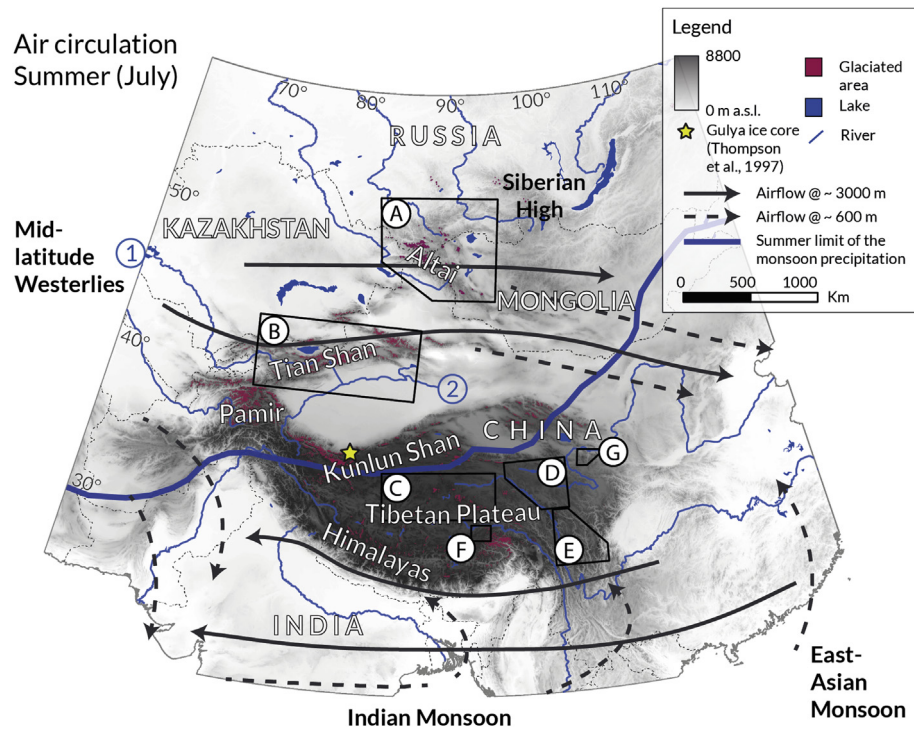 Air circulation
Summer (July)
Legend
8800
0 m a.s.l.
Glaciated
area
Lake
Gulya ice core
(Thompson
et al., 1997)
River
Airflow @ ~ 3000 m
Airflow @ ~ 600 m
Summer limit of the
monsoon precipitation
0 500 1000
Km
70°
80°
90°
100°
110°
RUSSIA
50°
Siberian
High
A
KAZAKHSTAN
Mid-
latitude
Westerlies
1
Altai
MONGOLIA
B
40°
Tian Shan
2
Pamir
CHINA
Kunlun Shan
G
D
30°
C
Tibetan Plateau
Himalayas
F
E
INDIA
East-
Asian
Monsoon
Indian Monsoon